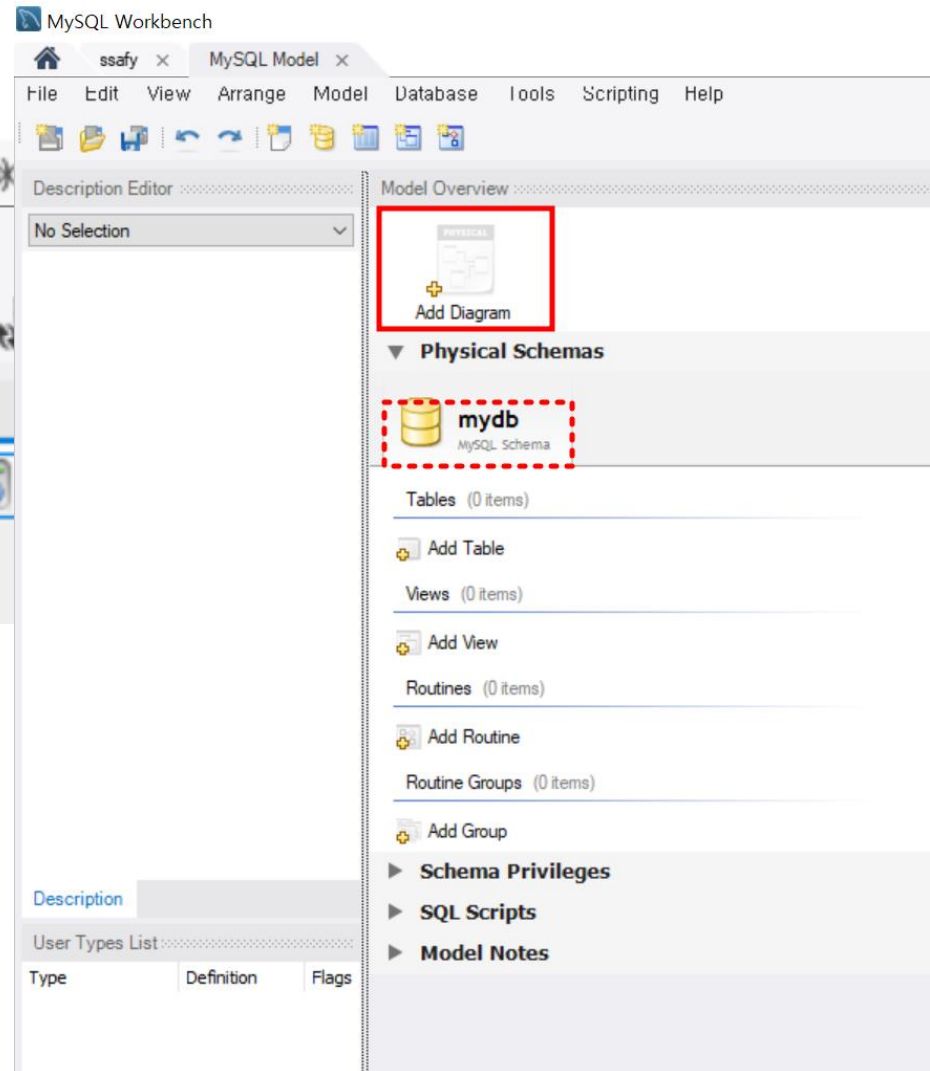 MySQL Workbench
ssafy × MySQL Model ×
File Edit View Arrange Model Database Tools Scripting Help
Description Editor
No Selection
Model Overview
PHYSICAL
Add Diagram
Physical Schemas
mydb
MySQL Schema
Tables (0 items)
Add Table
Views (0 items)
Add View
Routines (0 items)
Add Routine
Routine Groups (0 items)
Add Group
Schema Privileges
SQL Scripts
Model Notes
Description
User Types List
Type Definition Flags